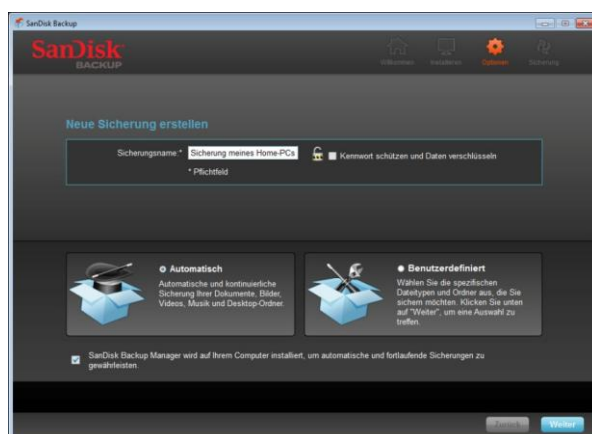 SanDisk Backup
SanDisk
BACKUP
Willkommen
Installieren
Optionen
Sicherung
Neue Sicherung erstellen
Sicherungsname:* Sicherung meines Home-PCs Kennwort schützen und Daten verschlüsseln
* Pflichtfeld
Automatisch
Automatische und kontinuierliche
Sicherung Ihrer Dokumente, Bilder,
Videos, Musik und Desktop-Ordner.
Benutzerdefiniert
Wählen Sie die spezifischen
Dateitypen und Ordner aus, die Sie
sichern möchten. Klicken Sie unten
auf "Weiter", um eine Auswahl zu
treffen.
SanDisk Backup Manager wird auf Ihrem Computer installiert, um automatische und fortlaufende Sicherungen zu
gewährleisten.
Zurück
Weiter